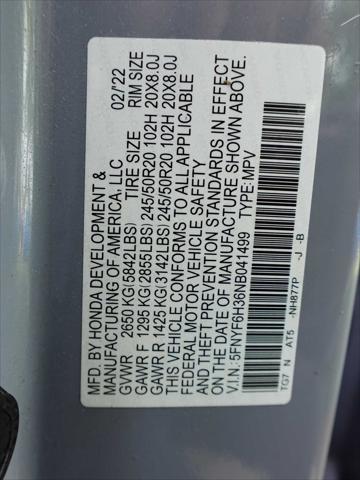 MFD. BY HONDA DEVELOPMENT & 02/'22
MANUFACTURING OF AMERICA, LLC
GVWR 2650 KG(5842LBS) TIRE SIZE RIM SIZE
GAWR F 1295 KG(2855LBS) 245/50R20 102H 20X8.0J
GAWR R 1425 KG(3142LBS) 245/50R20 102H 20X8.0J
THIS VEHICLE CONFORMS TO ALL APPLICABLE
FEDERAL MOTOR VEHICLE SAFETY
AND THEFT PREVENTION STANDARDS IN EFFECT
ON THE DATE OF MANUFACTURE SHOWN ABOVE.
V.I.N.: 5FNYF6H36NB041499 TYPE: MPV
TG7 N AT5 -NH877P -J -B